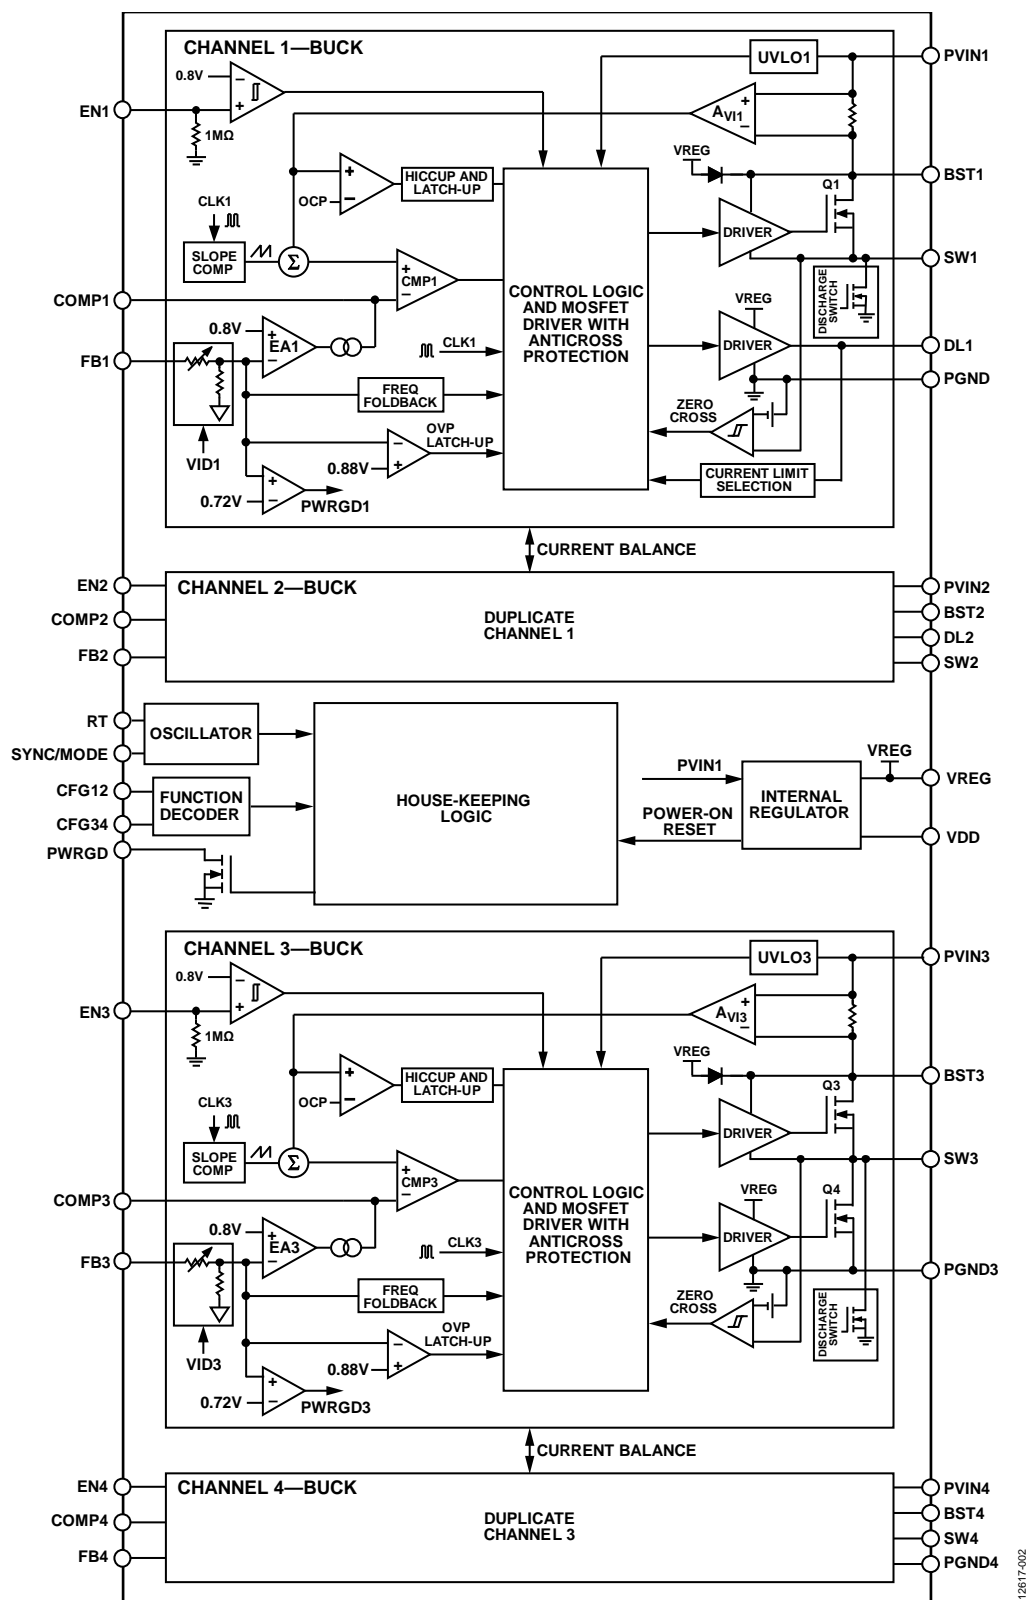 CHANNEL 1—BUCK
UVLO1
PVIN1
0.8V
EN1
1MΩ
AVI1
VREG
BST1
HICCUP AND
LATCH-UP
OCP
Q1
CLK1
DRIVER
SLOPE
COMP
Σ
CMP1
SW1
CONTROL LOGIC
AND MOSFET
DRIVER WITH
ANTICROSS
PROTECTION
COMP1
VREG
DISCHARGE
SWITCH
0.8V
EA1
CLK1
DRIVER
DL1
FB1
PGND
FREQ
FOLDBACK
ZERO
CROSS
OVP
LATCH-UP
VID1
0.88V
CURRENT LIMIT
SELECTION
0.72V
PWRGD1
CURRENT BALANCE
EN2
CHANNEL 2—BUCK
PVIN2
COMP2
DUPLICATE
CHANNEL 1
BST2
DL2
FB2
SW2
RT
OSCILLATOR
SYNC/MODE
VREG
PVIN1
CFG12
FUNCTION
DECODER
HOUSE-KEEPING
LOGIC
INTERNAL
REGULATOR
VREG
POWER-ON
RESET
CFG34
VDD
PWRGD
CHANNEL 3—BUCK
UVLO3
PVIN3
0.8V
EN3
1MΩ
AVI3
VREG
BST3
HICCUP AND
LATCH-UP
OCP
Q3
CLK3
DRIVER
SLOPE
COMP
Σ
CMP3
SW3
CONTROL LOGIC
AND MOSFET
DRIVER WITH
ANTICROSS
PROTECTION
COMP3
VREG
Q4
0.8V
EA3
CLK3
DRIVER
FB3
PGND3
FREQ
FOLDBACK
ZERO
CROSS
DISCHARGE
SWITCH
OVP
LATCH-UP
VID3
0.88V
0.72V
PWRGD3
CURRENT BALANCE
EN4
CHANNEL 4—BUCK
PVIN4
COMP4
DUPLICATE
CHANNEL 3
BST4
SW4
FB4
PGND4
12617-002